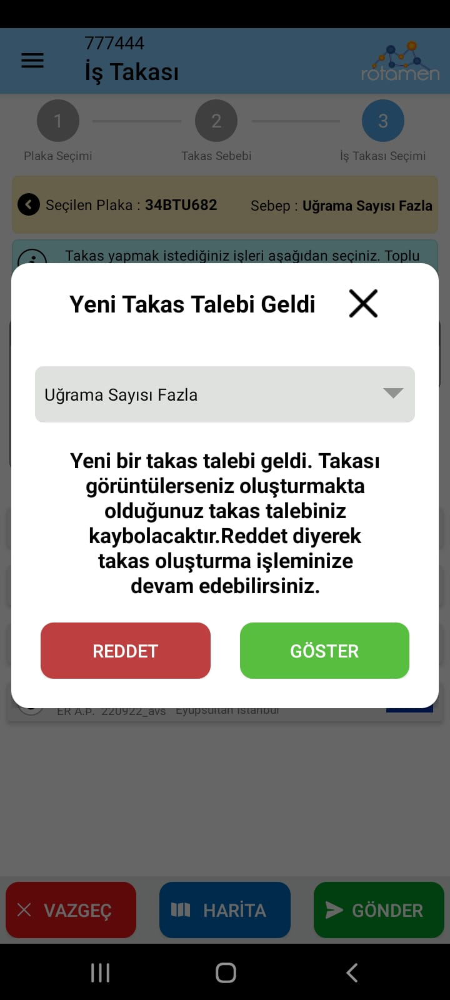 777444
İş Takası
rotamen
1
2
3
Plaka Seçimi
Takas Sebebi
İş Takası Seçimi
Seçilen Plaka : 34BTU682 Sebep : Uğrama Sayısı Fazla
Takas yapmak istediğiniz işleri aşağıdan seçiniz. Toplu
Yeni Takas Talebi Geldi
Uğrama Sayısı Fazla
Yeni bir takas talebi geldi. Takası
görüntülerseniz oluşturmakta
olduğunuz takas talebiniz
kaybolacaktır.Reddet diyerek
takas oluşturma işleminize
devam edebilirsiniz.
REDDET
GÖSTER
ER A.P. 220922_avs Eyüpsultan İstanbul
VAZGEÇ
HARİTA
GÖNDER